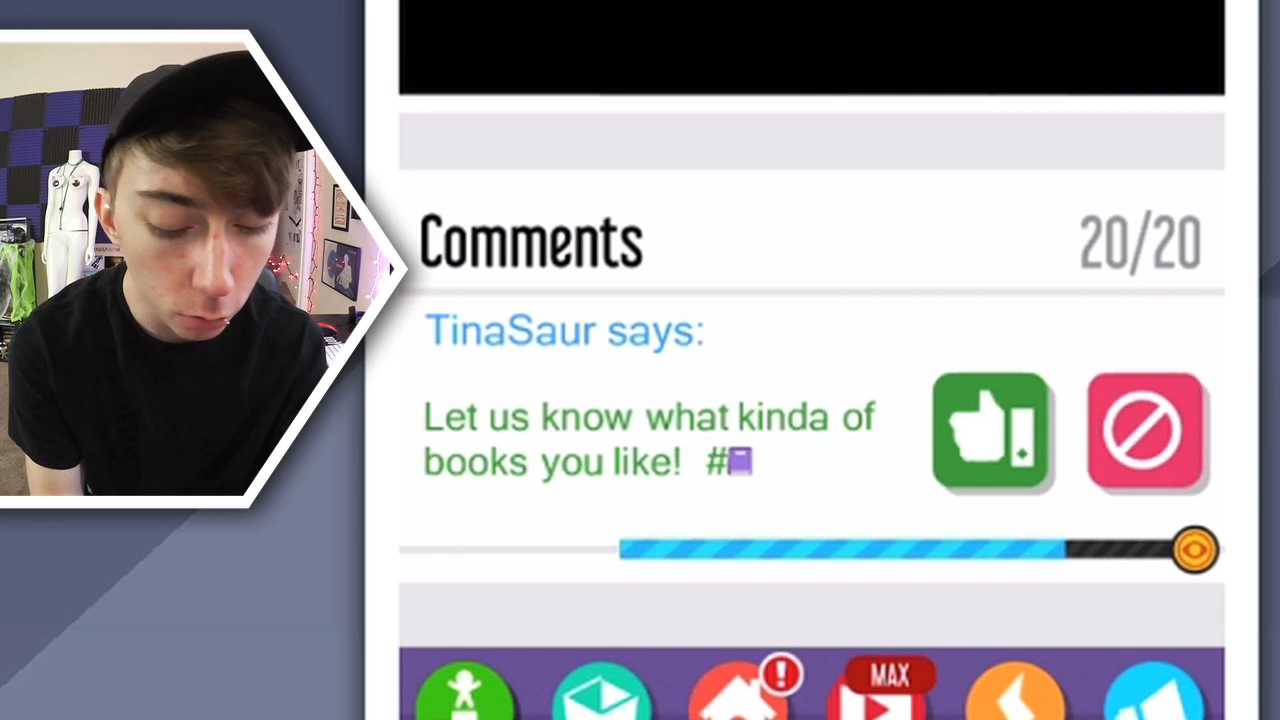 Comments
20/20
TinaSaur says:
Let us know what kinda of
books you like! #
MAX